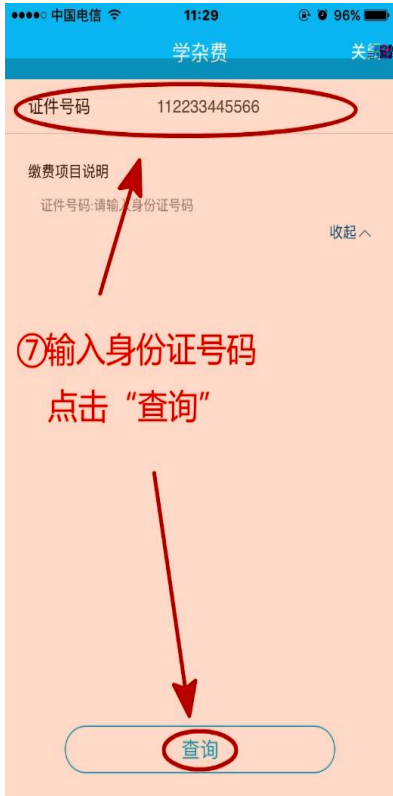 中国电信 11:29 96%
学杂费 关
证件号码 112233445566
缴费项目说明
证件号码:请输入身份证号码
收起
⑦输入身份证号码
点击“查询”
查询